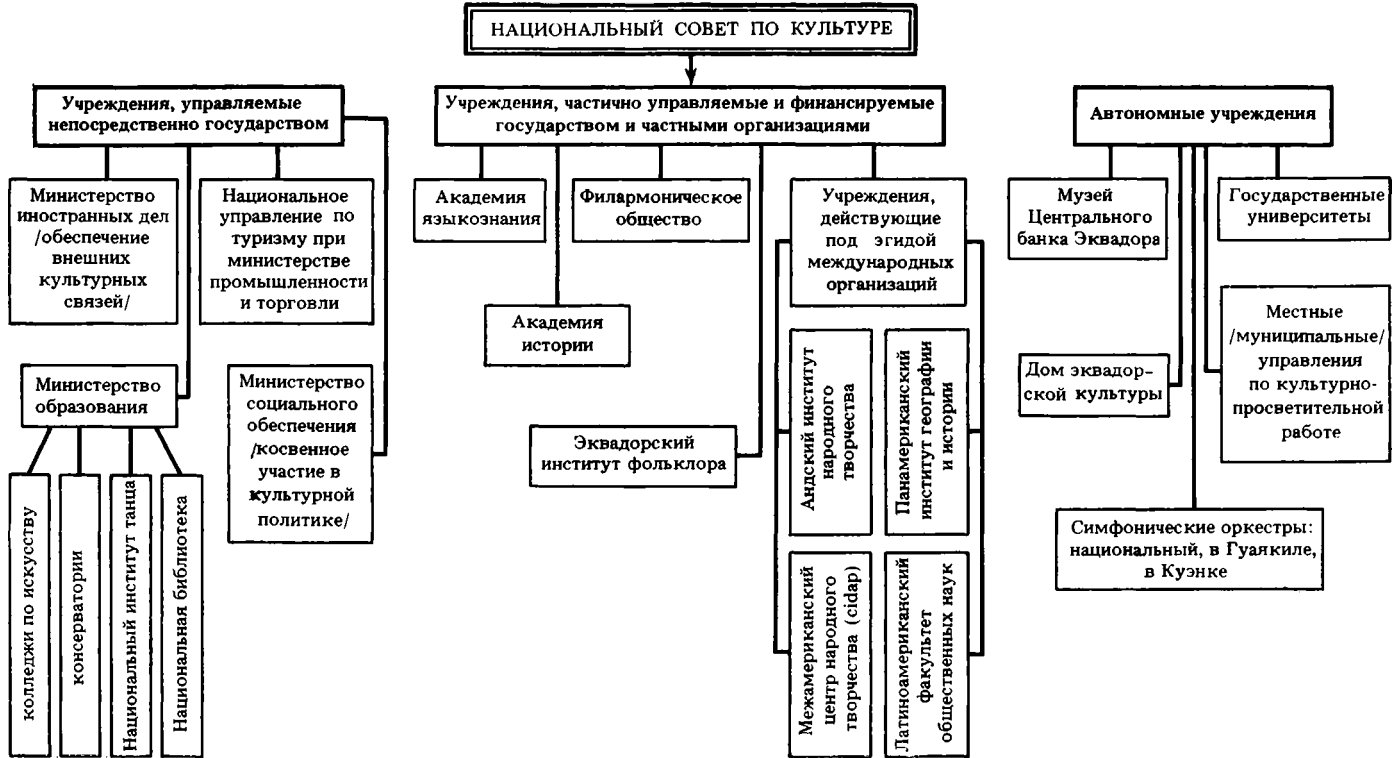 НАЦИОНАЛЬНЫЙ СОВЕТ ПО КУЛЬТУРЕ
Учреждения, управляемые
непосредственно государством
Учреждения, частично управляемые и финансируемые
государством и частными организациями
Автономные учреждения
Министерство
иностранных дел
/обеспечение
внешних
культурных
связей/
Национальное
управление по
туризму при
министерстве
промышленности
и торговли
Министерство
образования
Министерство
социального
обеспечения
/косвенное
участие в
культурной
политике/
колледжи по искусству
консерватории
Национальный институт танца
Национальная библиотека
Академия
языкознания
Филармоническое
общество
Учреждения,
действующие
под эгидой
международных
организаций
Академия
истории
Эквадорский
институт фольклора
Андский институт
народного
творчества
Панамериканский
институт географии
и истории
Межамериканский
центр народного
творчества (cidap)
Латиноамериканский
факультет
общественных наук
Музей
Центрального
банка Эквадора
Государственные
университеты
Дом эквадор-
ской культуры
Местные
/муниципальные/
управления
по культурно-
просветительной
работе
Симфонические оркестры:
национальный, в Гуаякиле,
в Куэнке